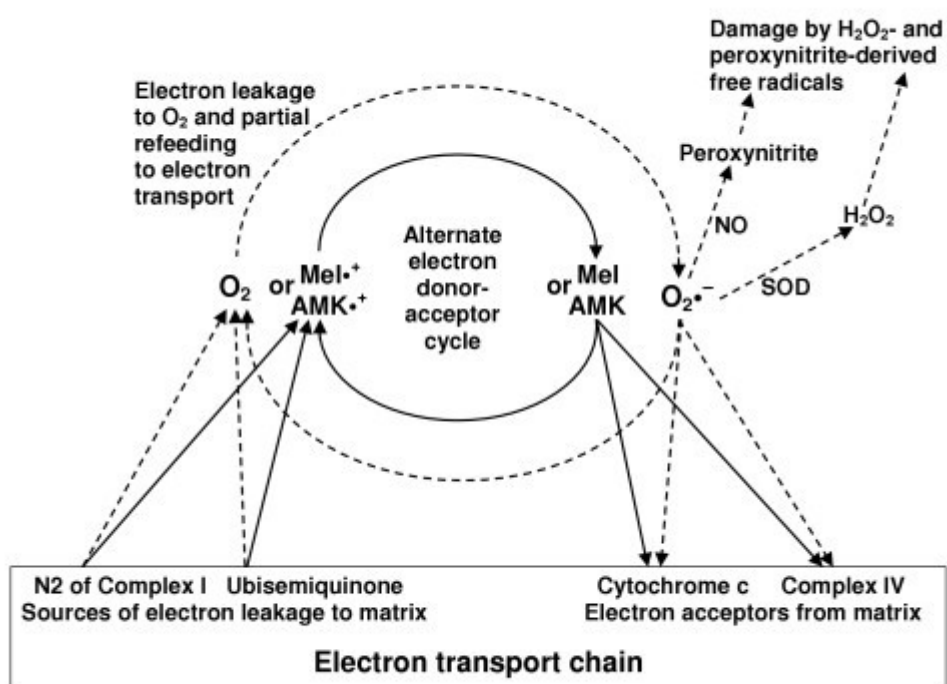 Damage by H₂O₂- and
peroxynitrite-derived
free radicals
Electron leakage
to O₂ and partial
refeeding
to electron
transport
Peroxynitrite
NO
H₂O₂
SOD
Alternate
electron
donor-
acceptor
cycle
O₂
or Mel•⁺
AMK•⁺
or Mel
AMK
O₂•⁻
N2 of Complex I Ubisemiquinone
Sources of electron leakage to matrix
Cytochrome c Complex IV
Electron acceptors from matrix
Electron transport chain